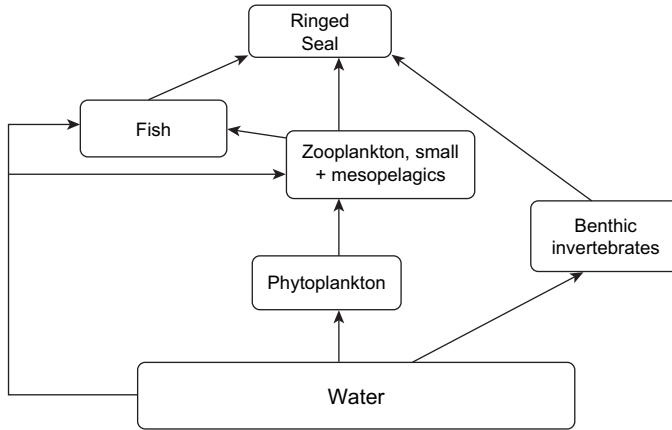 Ringed
Seal
Fish
Zooplankton, small
+ mesopelagics
Benthic
invertebrates
Phytoplankton
Water